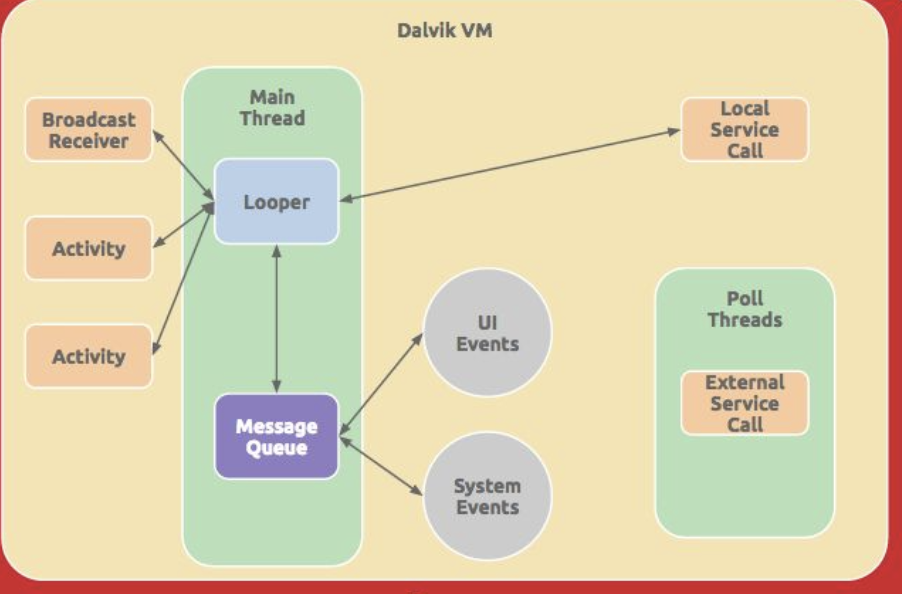 Dalvik VM
Main
Thread
Broadcast
Receiver
Local
Service
Call
Looper
Activity
Activity
UI
Events
Poll
Threads
External
Service
Call
Message
Queue
System
Events